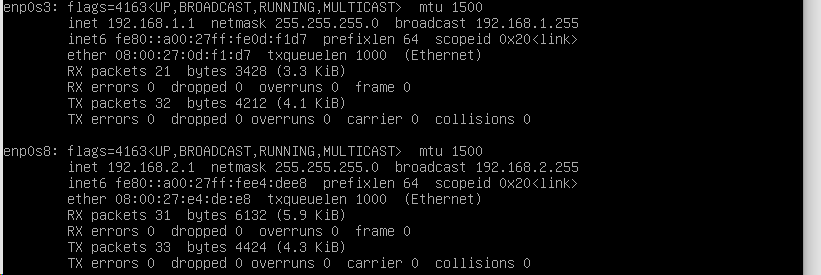 enp0s3: flags=4163<UP,BROADCAST,RUNNING,MULTICAST>  mtu 1500
        inet 192.168.1.1  netmask 255.255.255.0  broadcast 192.168.1.255
        inet6 fe80::a00:27ff:fe0d:f1d7  prefixlen 64  scopeid 0x20<link>
        ether 08:00:27:0d:f1:d7  txqueuelen 1000  (Ethernet)
        RX packets 21  bytes 3428 (3.3 KiB)
        RX errors 0  dropped 0  overruns 0  frame 0
        TX packets 32  bytes 4212 (4.1 KiB)
        TX errors 0  dropped 0 overruns 0  carrier 0  collisions 0

enp0s8: flags=4163<UP,BROADCAST,RUNNING,MULTICAST>  mtu 1500
        inet 192.168.2.1  netmask 255.255.255.0  broadcast 192.168.2.255
        inet6 fe80::a00:27ff:fee4:dee8  prefixlen 64  scopeid 0x20<link>
        ether 08:00:27:e4:de:e8  txqueuelen 1000  (Ethernet)
        RX packets 31  bytes 6132 (5.9 KiB)
        RX errors 0  dropped 0  overruns 0  frame 0
        TX packets 33  bytes 4424 (4.3 KiB)
        TX errors 0  dropped 0 overruns 0  carrier 0  collisions 0